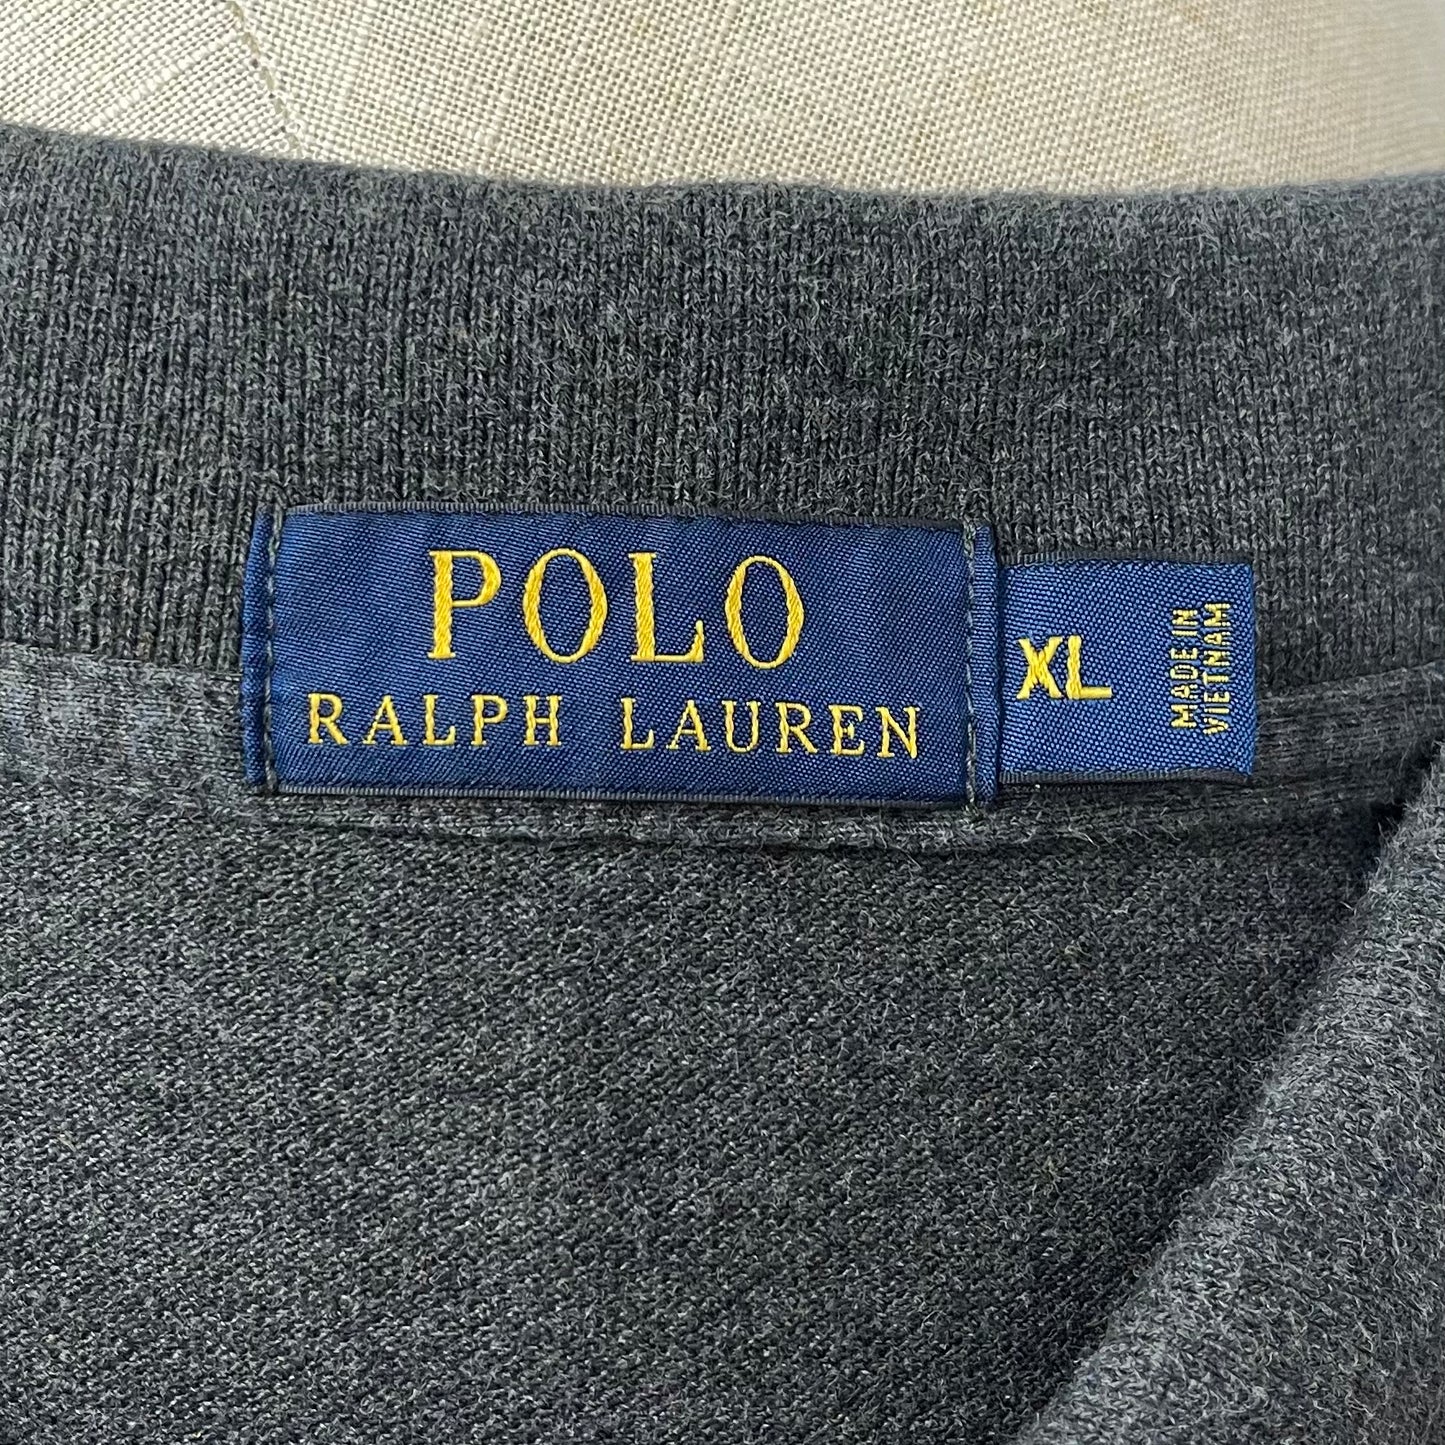 POLO
RALPH LAUREN
XL
MADE IN
VIETNAM